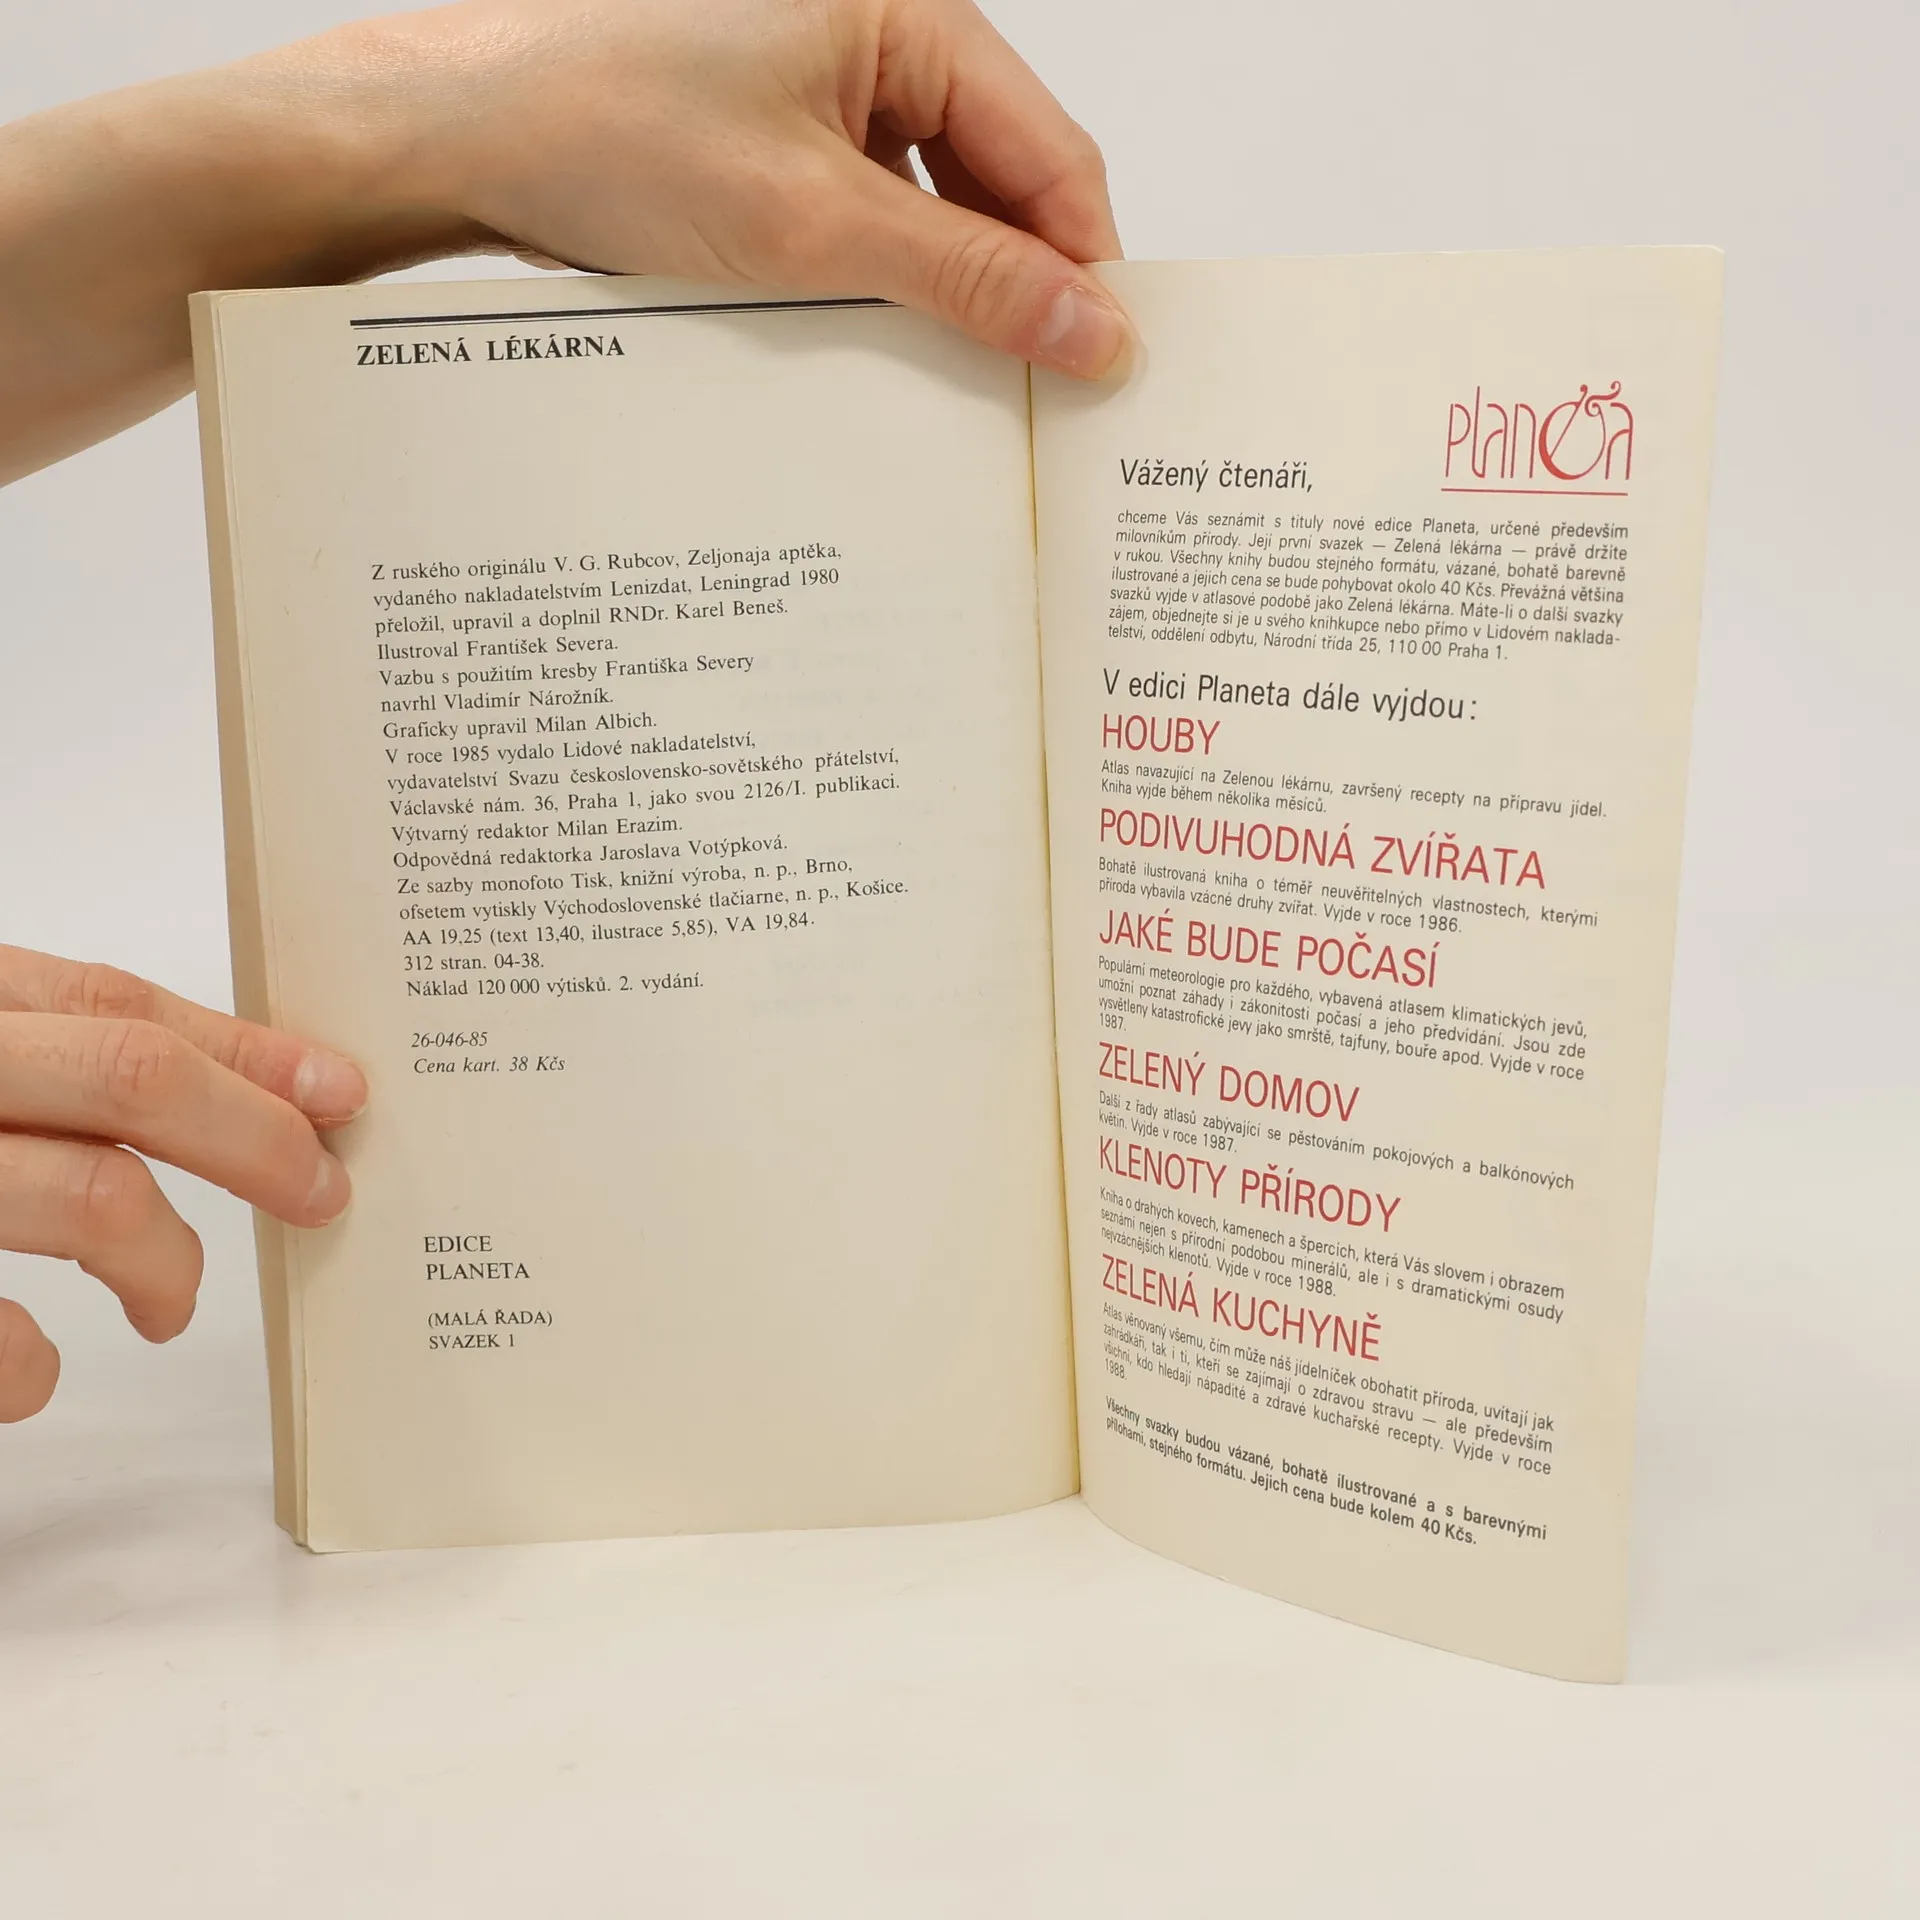 ZELENÁ LÉKÁRNA
Z ruského originálu V. G. Rubcov, Zeljonaja aptěka,
vydaného nakladatelstvím Lenizdat, Leningrad 1980
přeložil, upravil a doplnil RNDr. Karel Beneš.
Ilustroval František Severa.
Vazbu s použitím kresby Františka Severy
navrhl Vladimír Nárožník.
Graficky upravil Milan Albich.
V roce 1985 vydalo Lidové nakladatelství,
vydavatelství Svazu československo-sovětského přátelství,
Václavské nám. 36, Praha 1, jako svou 2126/I. publikaci.
Výtvarný redaktor Milan Erazim.
Odpovědná redaktorka Jaroslava Votýpková.
Ze sazby monofoto Tisk, knižní výroba, n. p., Brno,
ofsetem vytiskly Východoslovenské tlačiarne, n. p., Košice.
AA 19,25 (text 13,40, ilustrace 5,85), VA 19,84.
312 stran. 04-38.
Náklad 120 000 výtisků. 2. vydání.
26-046-85
Cena kart. 38 Kčs
EDICE
PLANETA
(MALÁ ŘADA)
SVAZEK 1
planeta
Vážený čtenáři,
chceme Vás seznámit s tituly nové edice Planeta, určené především
milovníkům přírody. Její první svazek — Zelená lékárna — právě držíte
v rukou. Všechny knihy budou stejného formátu, vázané, bohatě barevně
ilustrované a jejich cena se bude pohybovat okolo 40 Kčs. Převážná většina
svazků vyjde v atlasové podobě jako Zelená lékárna. Máte-li o další svazky
zájem, objednejte si je u svého knihkupce nebo přímo v Lidovém naklada-
telství, oddělení odbytu, Národní třída 25, 110 00 Praha 1.
V edici Planeta dále vyjdou:
HOUBY
Atlas navazující na Zelenou lékárnu, završený recepty na přípravu jídel.
Kniha vyjde během několika měsíců.
PODIVUHODNÁ ZVÍŘATA
Bohatě ilustrovaná kniha o téměř neuvěřitelných vlastnostech, kterými
příroda vybavila vzácné druhy zvířat. Vyjde v roce 1986.
JAKÉ BUDE POČASÍ
Populární meteorologie pro každého, vybavená atlasem klimatických jevů,
umožní poznat záhady i zákonitosti počasí a jeho předvídání. Jsou zde
vysvětleny katastrofické jevy jako smrště, tajfuny, bouře apod. Vyjde v roce
1987.
ZELENÝ DOMOV
Další z řady atlasů zabývající se pěstováním pokojových a balkónových
květin. Vyjde v roce 1987.
KLENOTY PŘÍRODY
Kniha o drahých kovech, kamenech a špercích, která Vás slovem i obrazem
seznámí nejen s přírodní podobou minerálů, ale i s dramatickými osudy
nejvzácnějších klenotů. Vyjde v roce 1988.
ZELENÁ KUCHYNĚ
Atlas věnovaný všemu, čím může náš jídelníček obohatit příroda, uvítají jak
zahrádkáři, tak i ti, kteří se zajímají o zdravou stravu — ale především
všichni, kdo hledají nápadité a zdravé kuchařské recepty. Vyjde v roce
1988.
Všechny svazky budou vázané, bohatě ilustrované a s barevnými
přílohami, stejného formátu. Jejich cena bude kolem 40 Kčs.